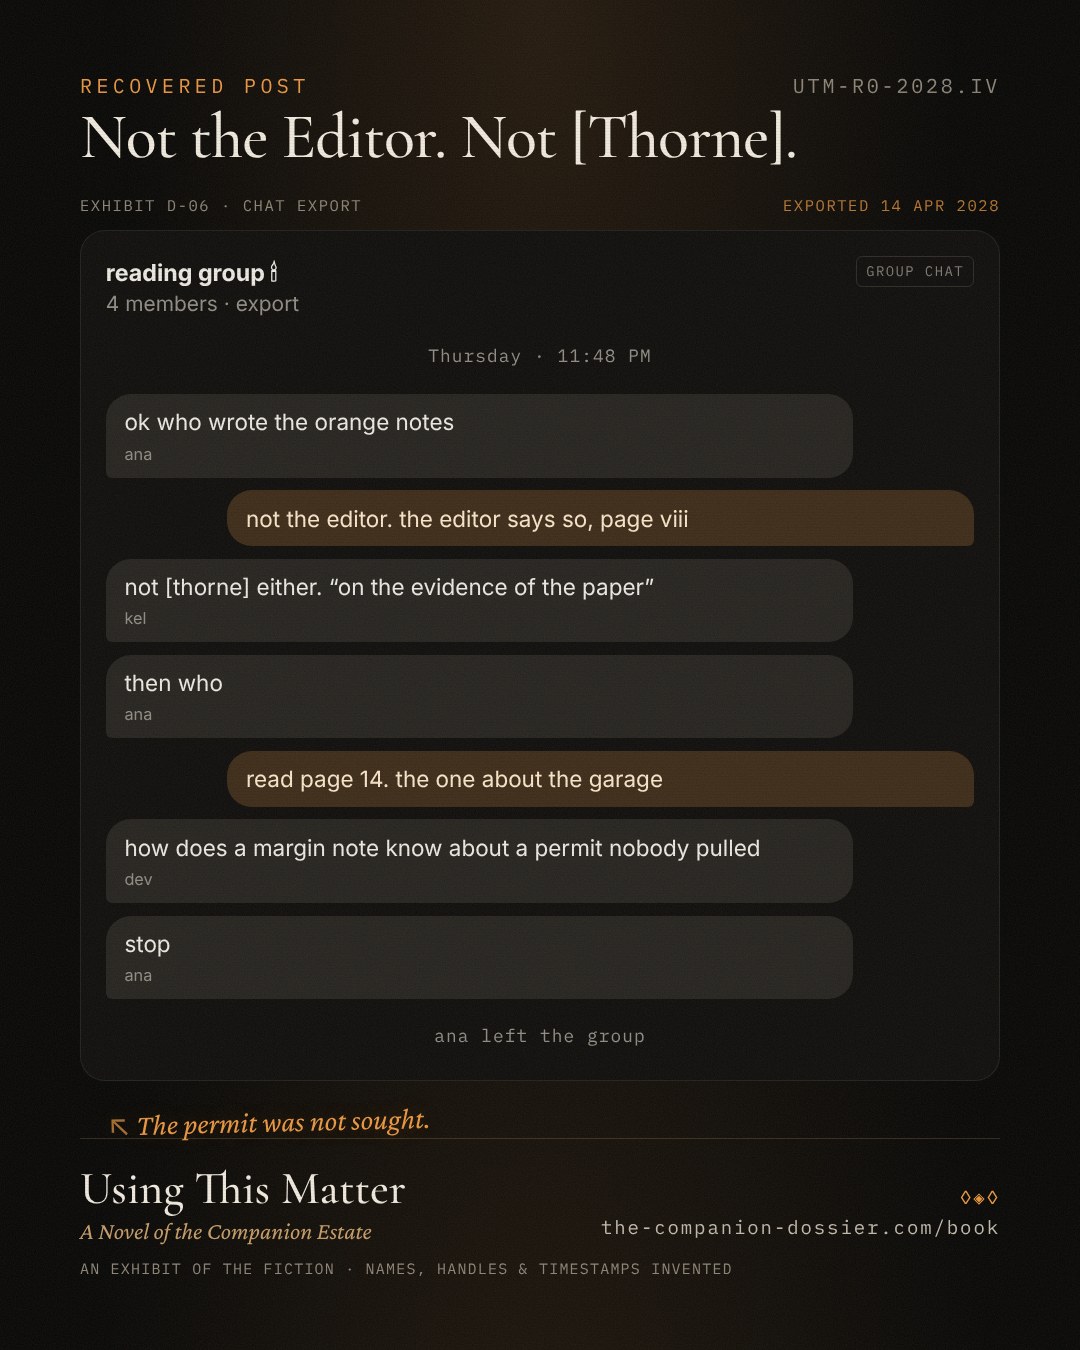 RECOVERED POST
UTM-R0-2028.IV
Not the Editor. Not [Thorne].
EXHIBIT D-06 · CHAT EXPORT
EXPORTED 14 APR 2028
reading group 🕯
GROUP CHAT
4 members · export
Thursday · 11:48 PM
ok who wrote the orange notes
ana
not the editor. the editor says so, page viii
not [thorne] either. “on the evidence of the paper”
kel
then who
ana
read page 14. the one about the garage
how does a margin note know about a permit nobody pulled
dev
stop
ana
ana left the group
↖ The permit was not sought.
Using This Matter
◊◈◊
A Novel of the Companion Estate
the-companion-dossier.com/book
AN EXHIBIT OF THE FICTION · NAMES, HANDLES & TIMESTAMPS INVENTED